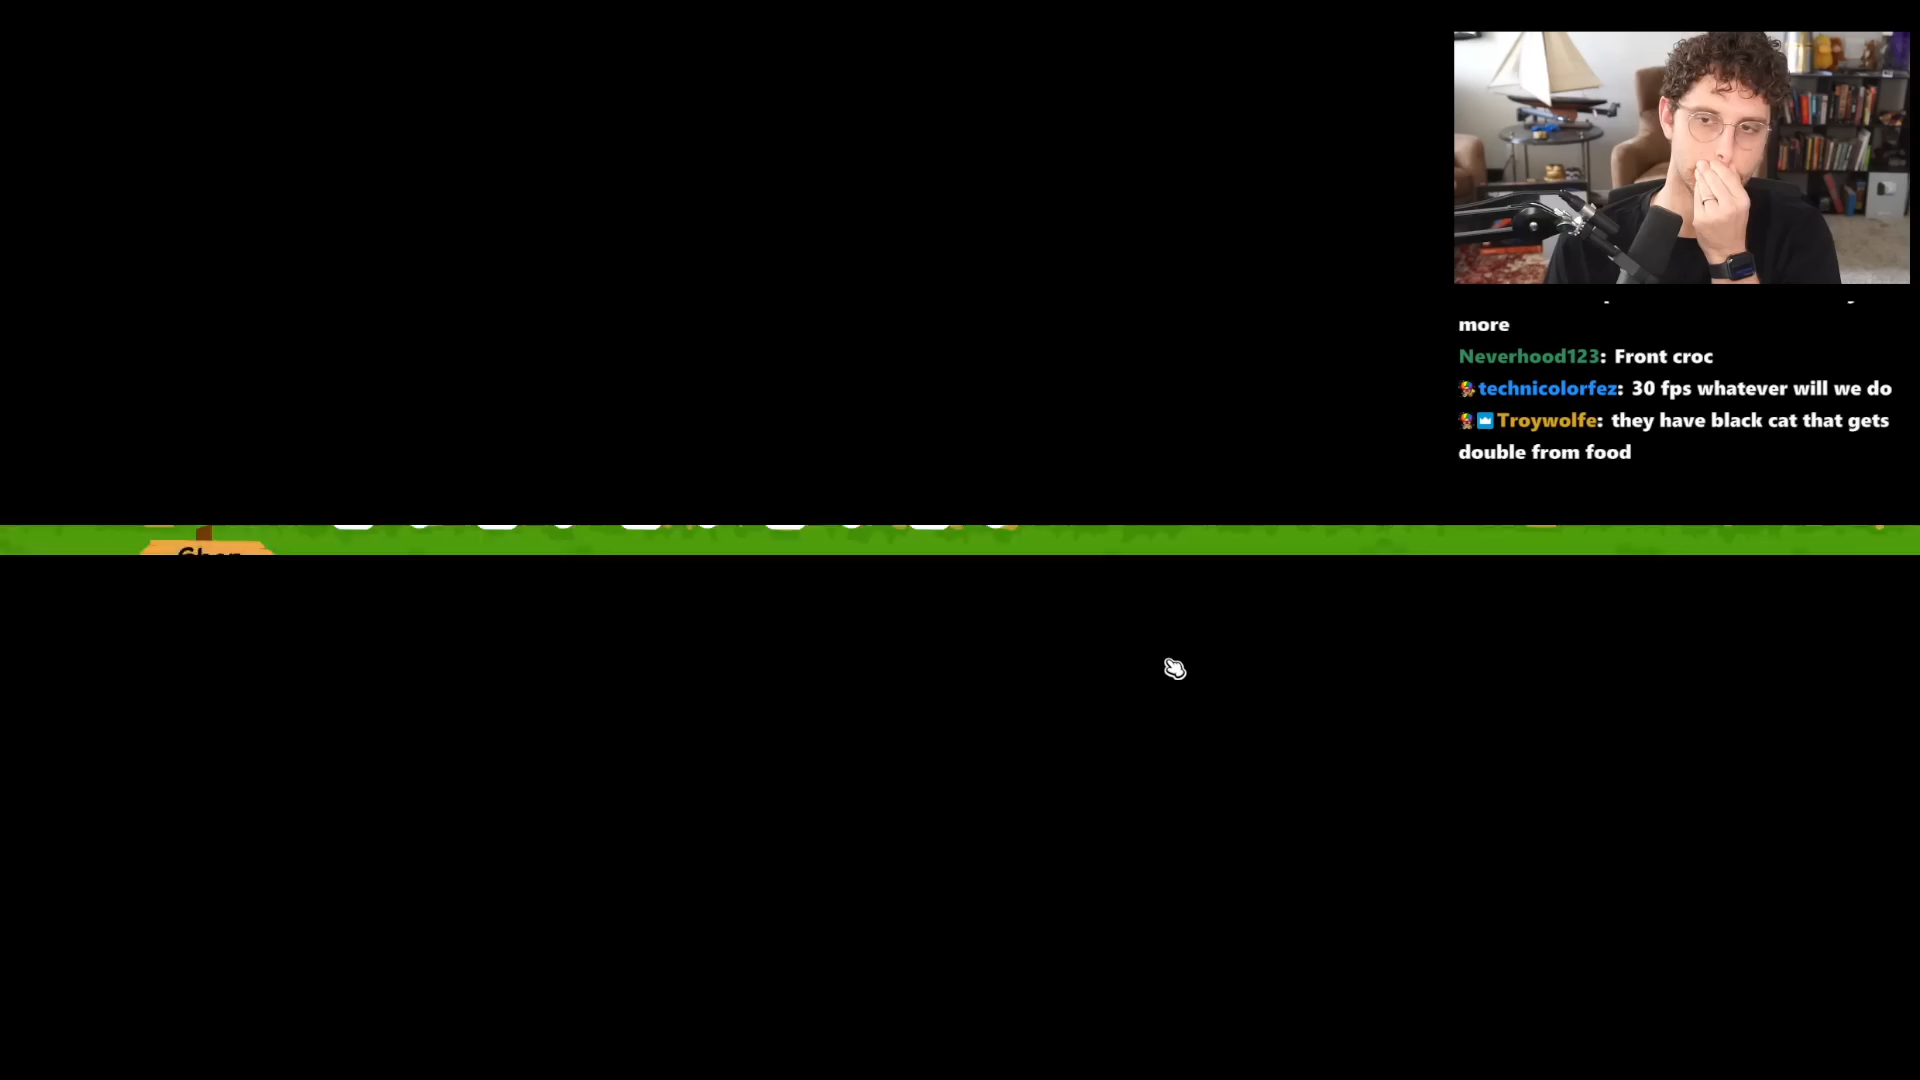 more
Neverhood123: Front croc
technicolorfez: 30 fps whatever will we do
Troywolfe: they have black cat that gets
double from food